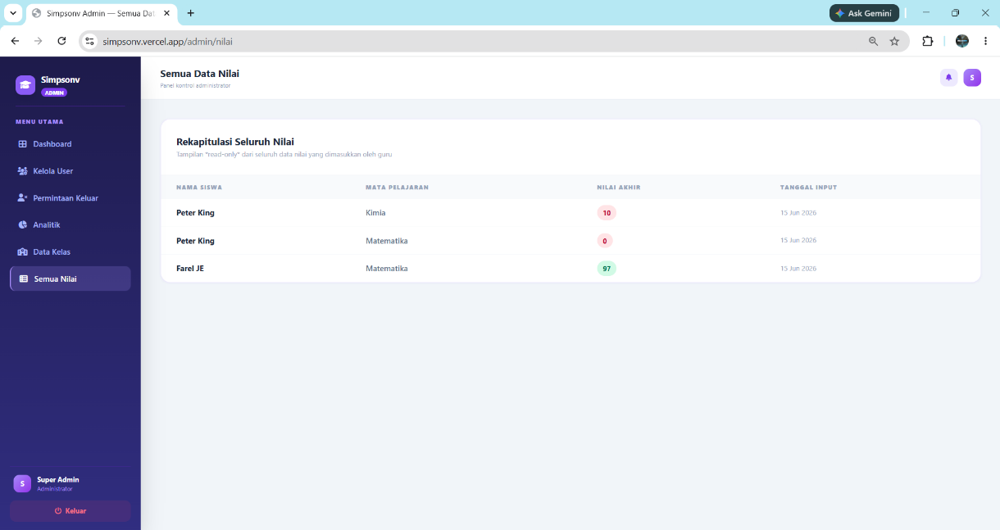 Simpsonv Admin — Semua Dat
Ask Gemini
simpsonv.vercel.app/admin/nilai
Simpsonv
ADMIN
MENU UTAMA
Dashboard
Kelola User
Permintaan Keluar
Analitik
Data Kelas
Semua Nilai
S
Super Admin
Administrator
Keluar
Semua Data Nilai
Panel kontrol administrator
S
Rekapitulasi Seluruh Nilai
Tampilan "read-only" dari seluruh data nilai yang dimasukkan oleh guru
NAMA SISWA MATA PELAJARAN NILAI AKHIR TANGGAL INPUT
Peter King Kimia 10 15 Jun 2026
Peter King Matematika 0 15 Jun 2026
Farel JE Matematika 97 15 Jun 2026